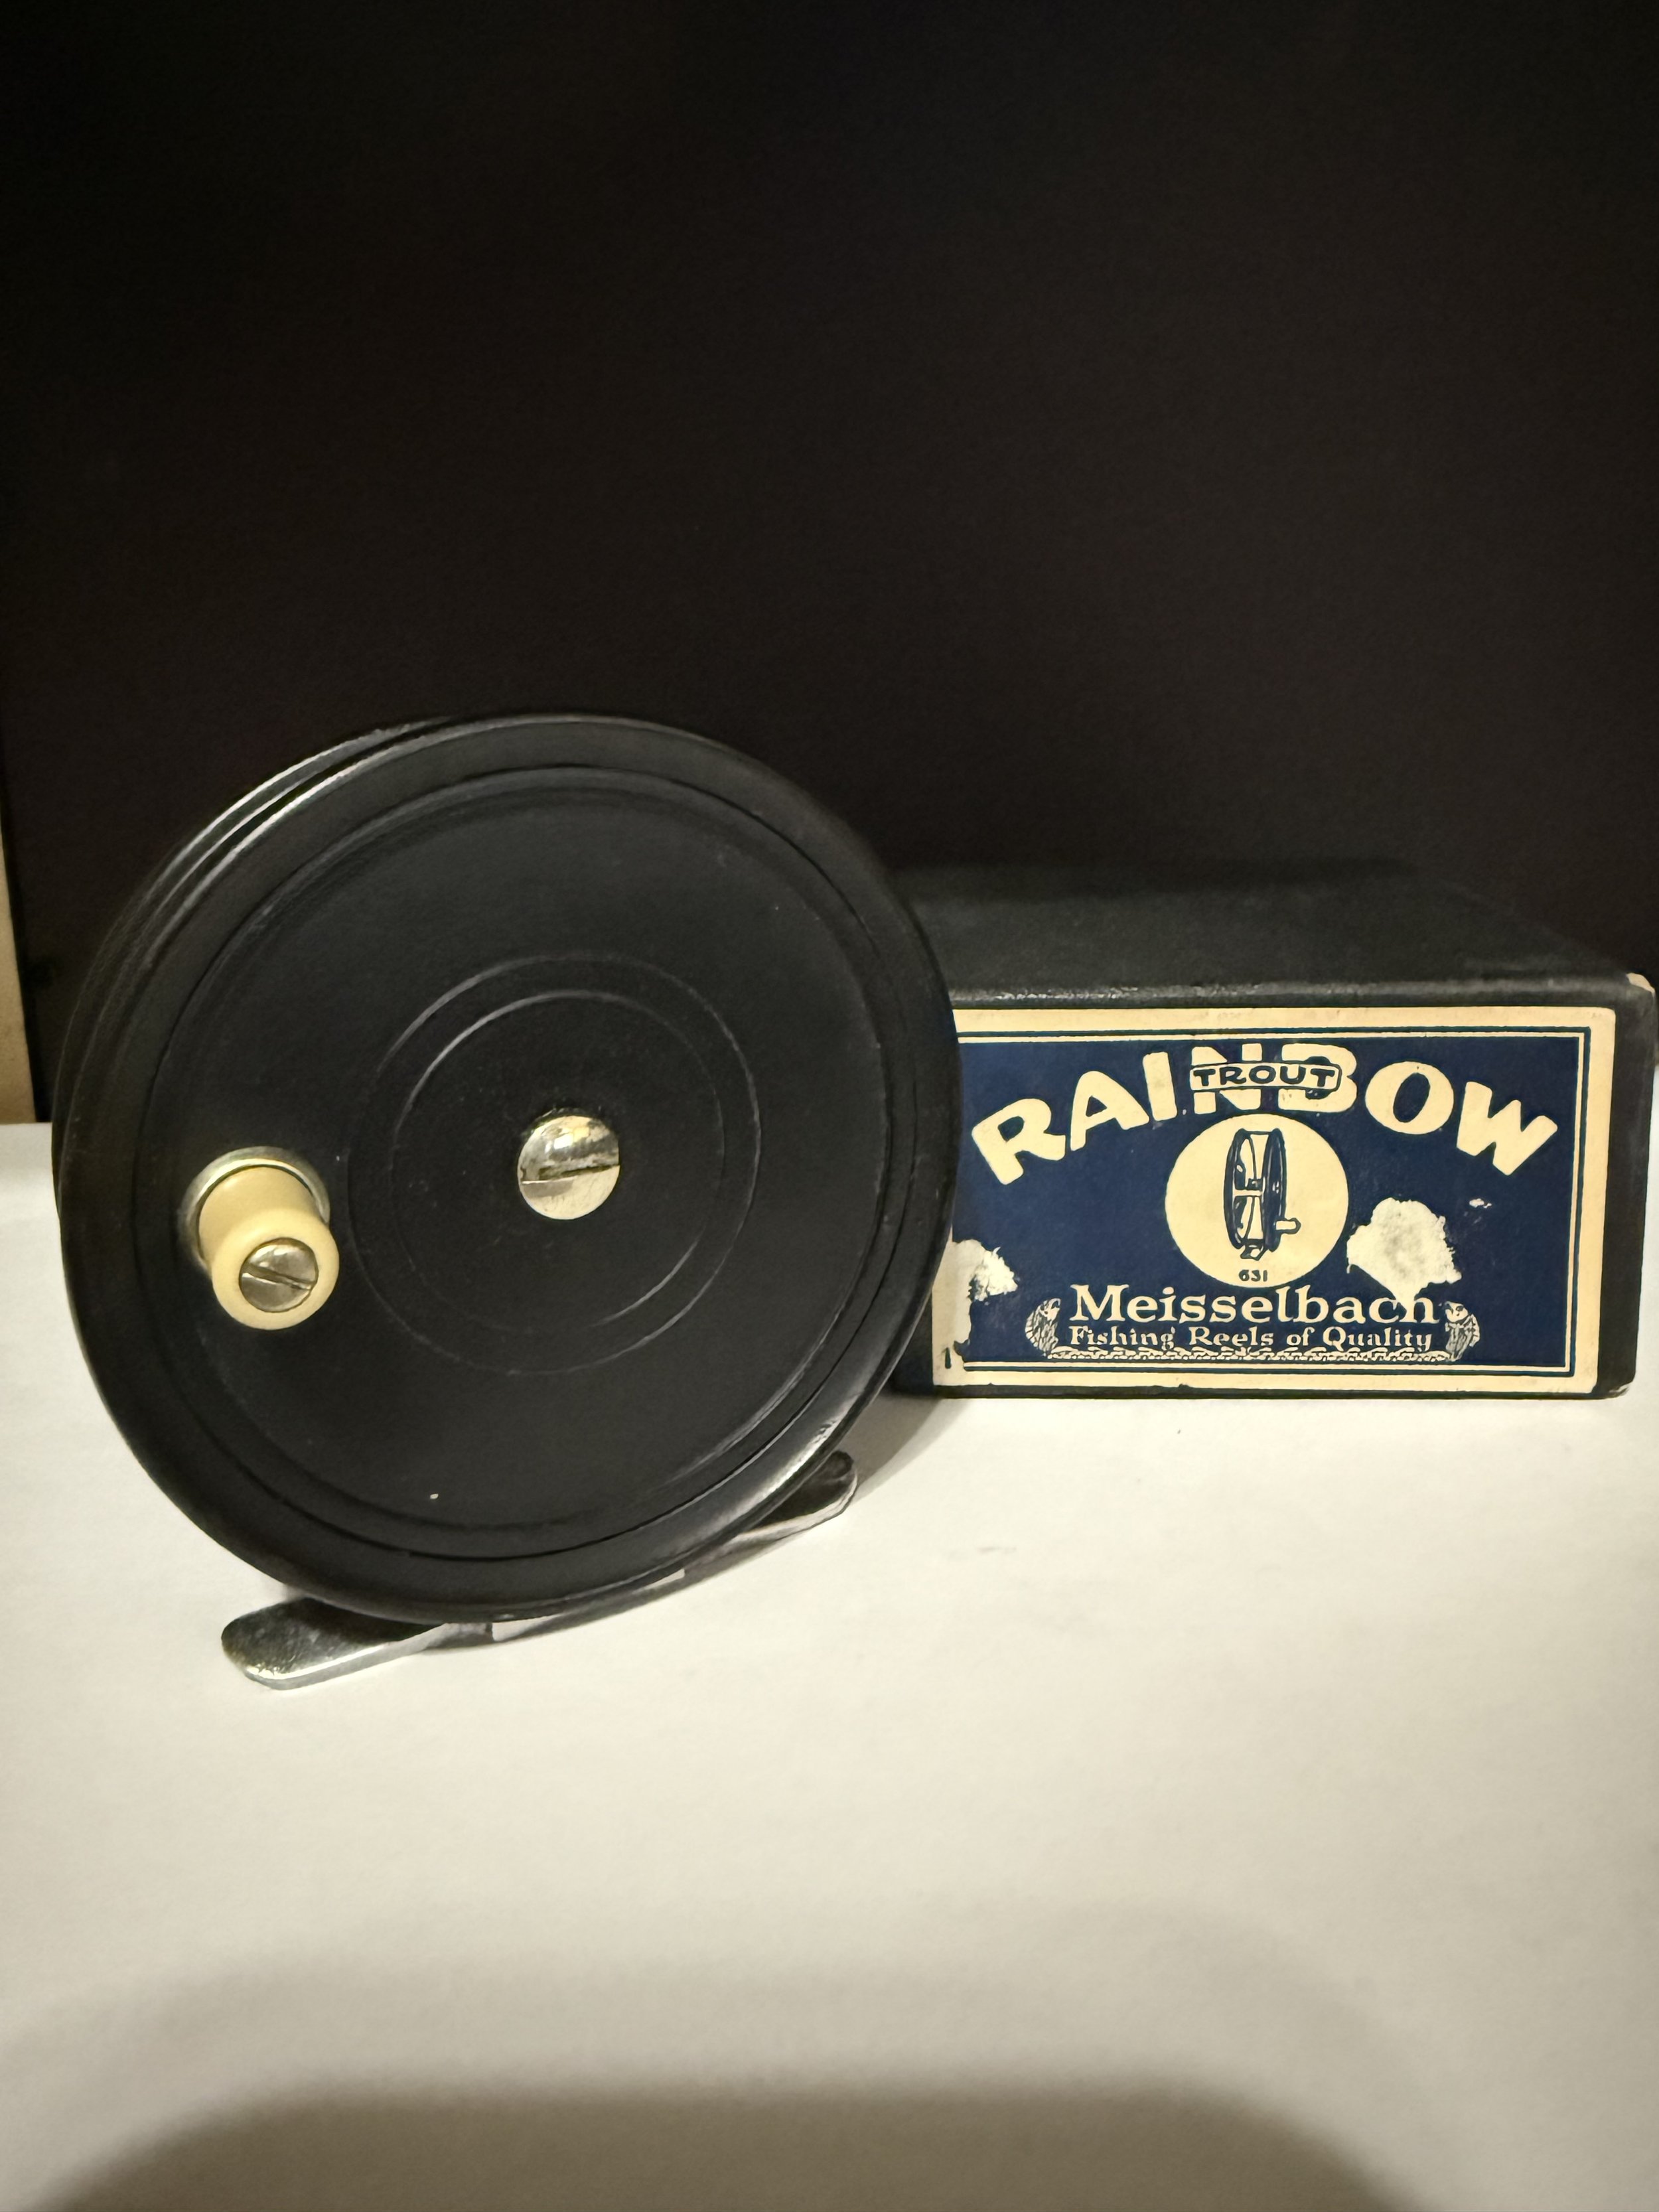 RAINBOW
TROUT
631
Meisselbach
Fishing Reels of Quality